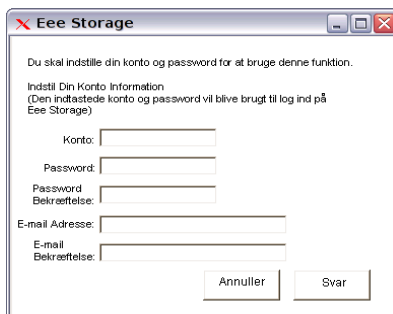 Eee Storage
Du skal indstille din konto og password for at bruge denne funktion.
Indstil Din Konto Information
(Den indtastede konto og password vil blive brugt til log ind på
Eee Storage)
Konto:
Password:
Password
Bekræftelse:
E-mail Adresse:
E-mail
Bekræftelse:
Annuller
Svar